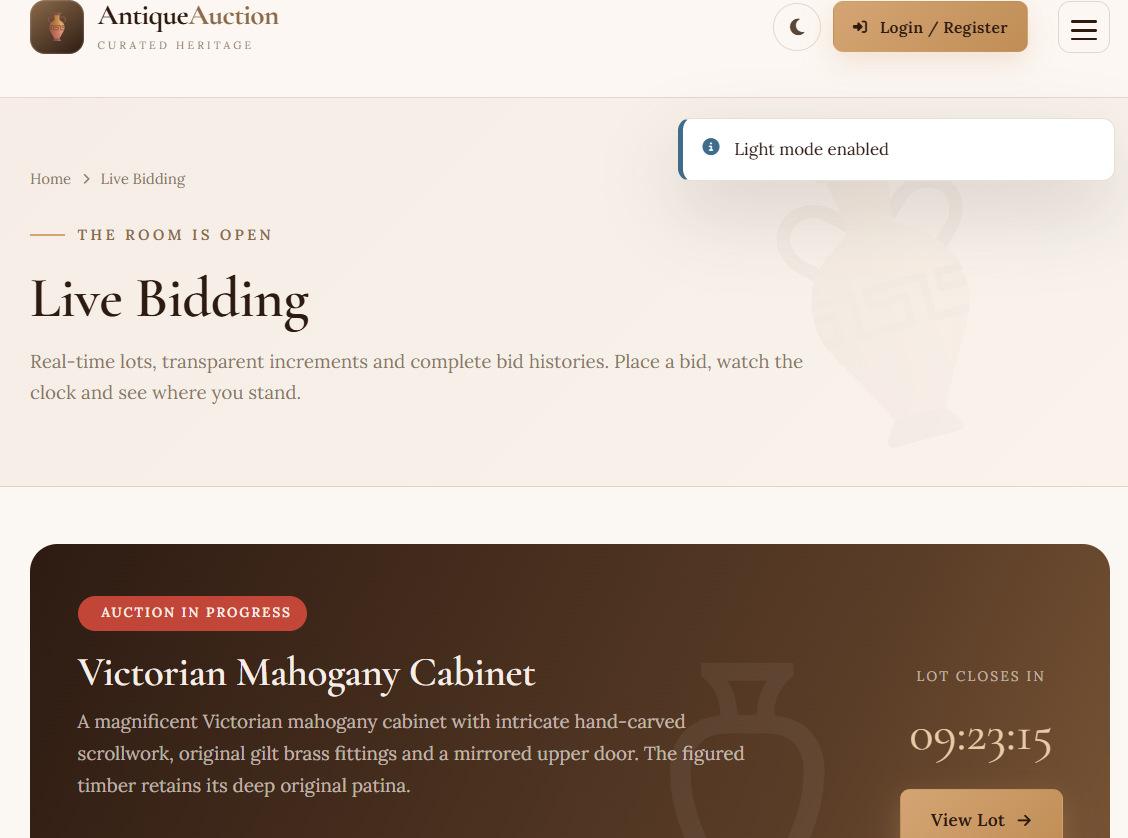 AntiqueAuction
CURATED HERITAGE
Login / Register
Light mode enabled
Home > Live Bidding
THE ROOM IS OPEN
Live Bidding
Real-time lots, transparent increments and complete bid histories. Place a bid, watch the
clock and see where you stand.
AUCTION IN PROGRESS
Victorian Mahogany Cabinet
A magnificent Victorian mahogany cabinet with intricate hand-carved
scrollwork, original gilt brass fittings and a mirrored upper door. The figured
timber retains its deep original patina.
LOT CLOSES IN
09:23:15
View Lot →